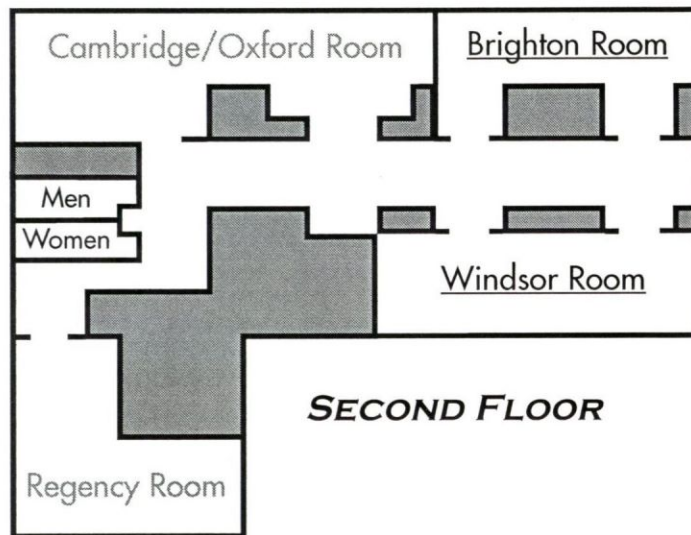 Cambridge/Oxford Room
Brighton Room
Men
Women
Windsor Room
SECOND FLOOR
Regency Room